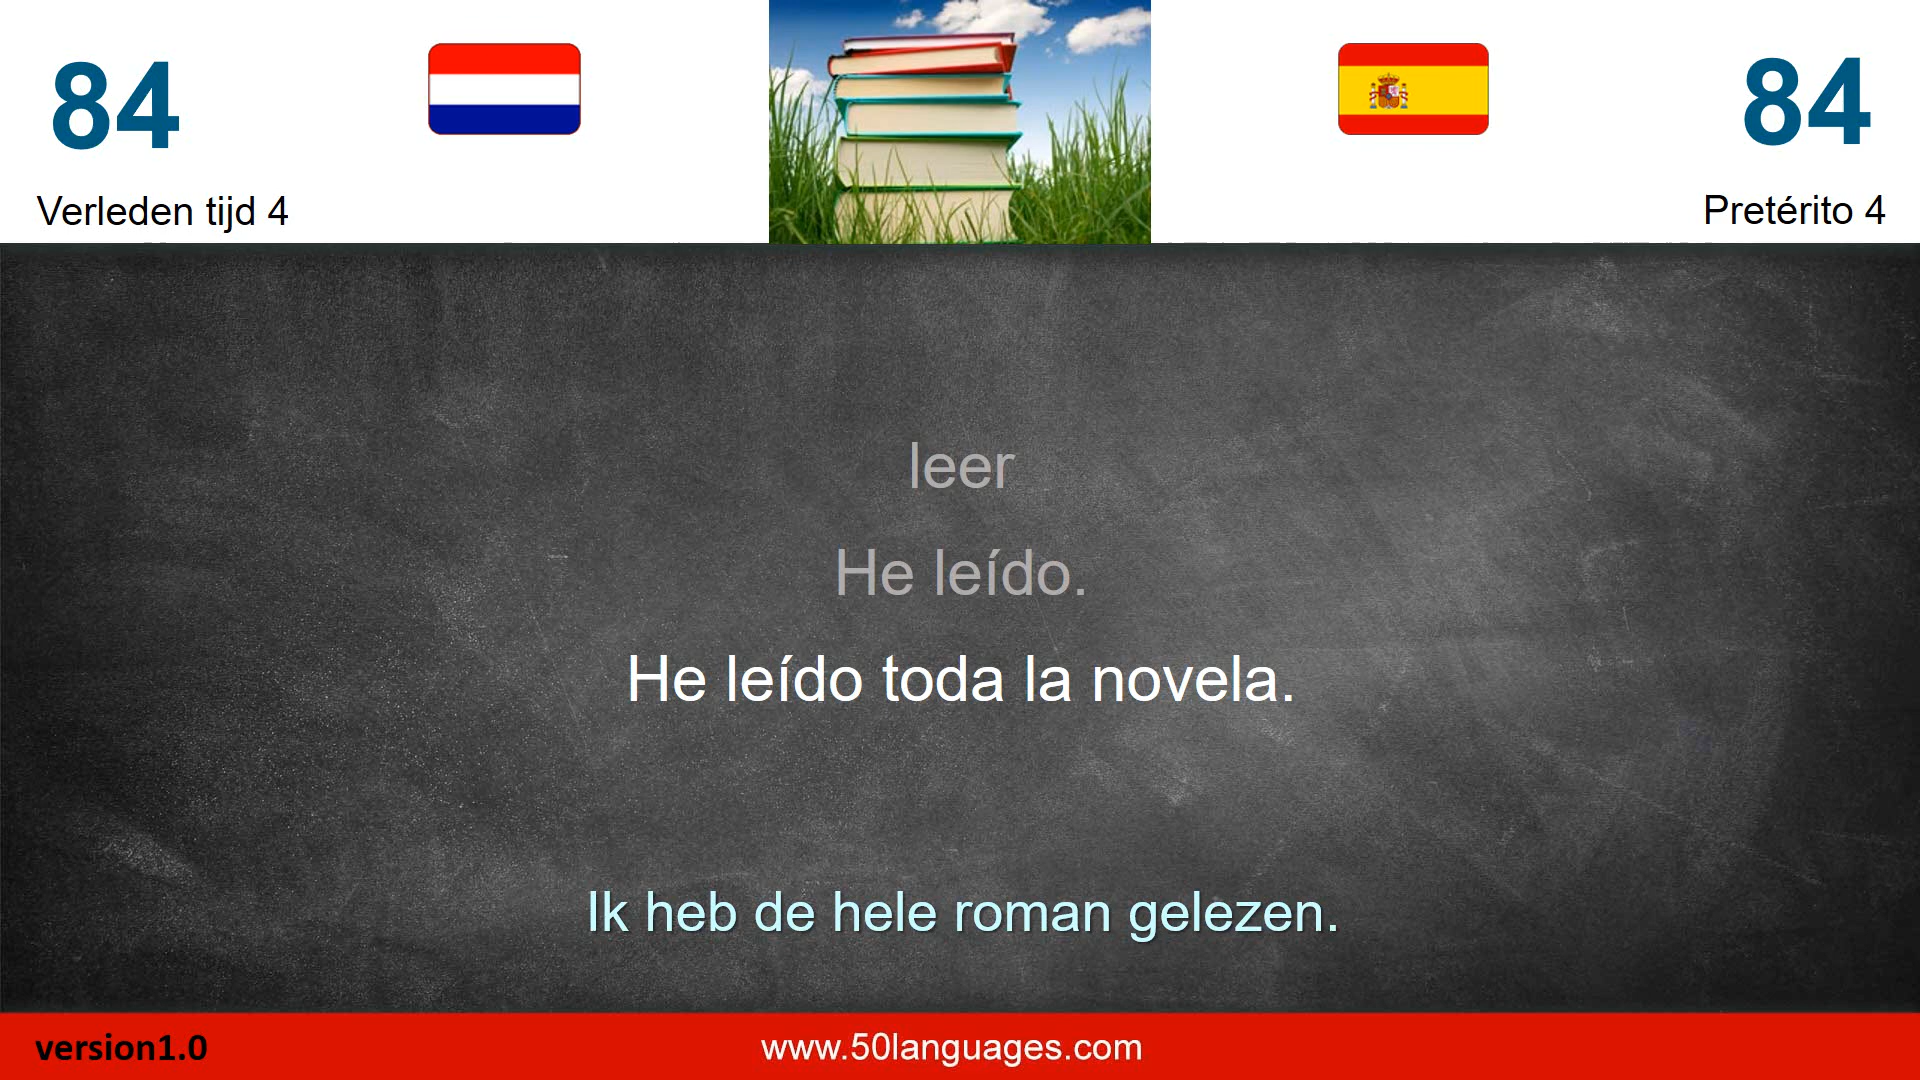 84
84
Verleden tijd 4
Pretérito 4
leer
He leído.
He leído toda la novela.
Ik heb de hele roman gelezen.
version1.0
www.50languages.com